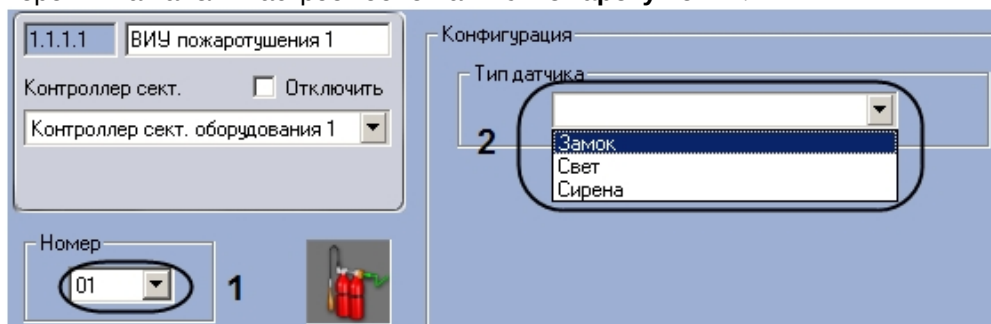 1.1.1.1 ВИУ пожаротушения 1
Контроллер сект. Отключить
Контроллер сект. оборудования 1
Номер
01
1
Конфигурация
Тип датчика
2
Замок
Свет
Сирена